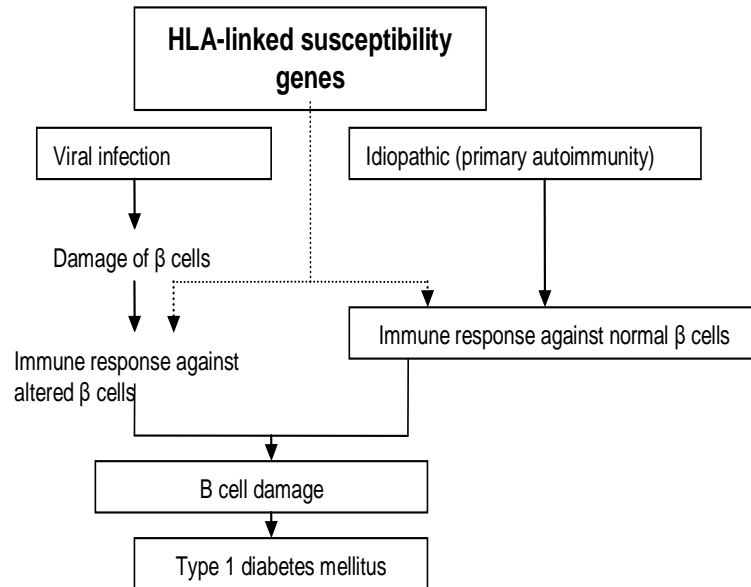 HLA-linked susceptibility
genes
Viral infection
Idiopathic (primary autoimmunity)
Damage of β cells
Immune response against normal β cells
Immune response against
altered β cells
B cell damage
Type 1 diabetes mellitus